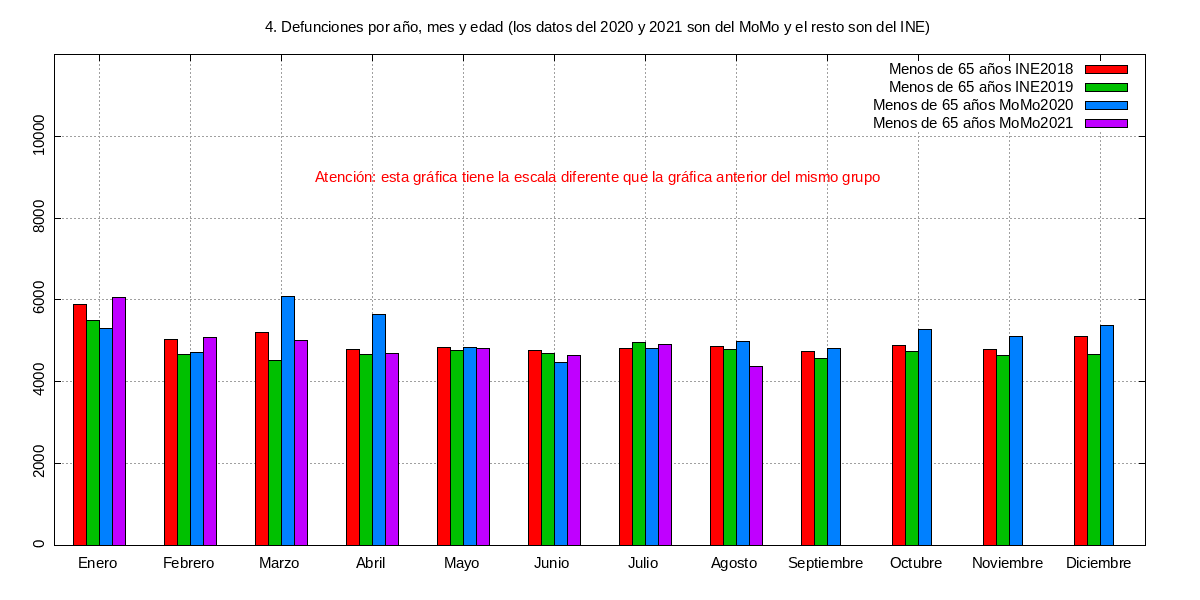 4. Defunciones por año, mes y edad (los datos del 2020 y 2021 son del MoMo y el resto son del INE)
Menos de 65 años INE2018
Menos de 65 años INE2019
Menos de 65 años MoMo2020
Menos de 65 años MoMo2021
Atención: esta gráfica tiene la escala diferente que la gráfica anterior del mismo grupo
10000
8000
6000
4000
2000
0
Enero Febrero Marzo Abril Mayo Junio Julio Agosto Septiembre Octubre Noviembre Diciembre